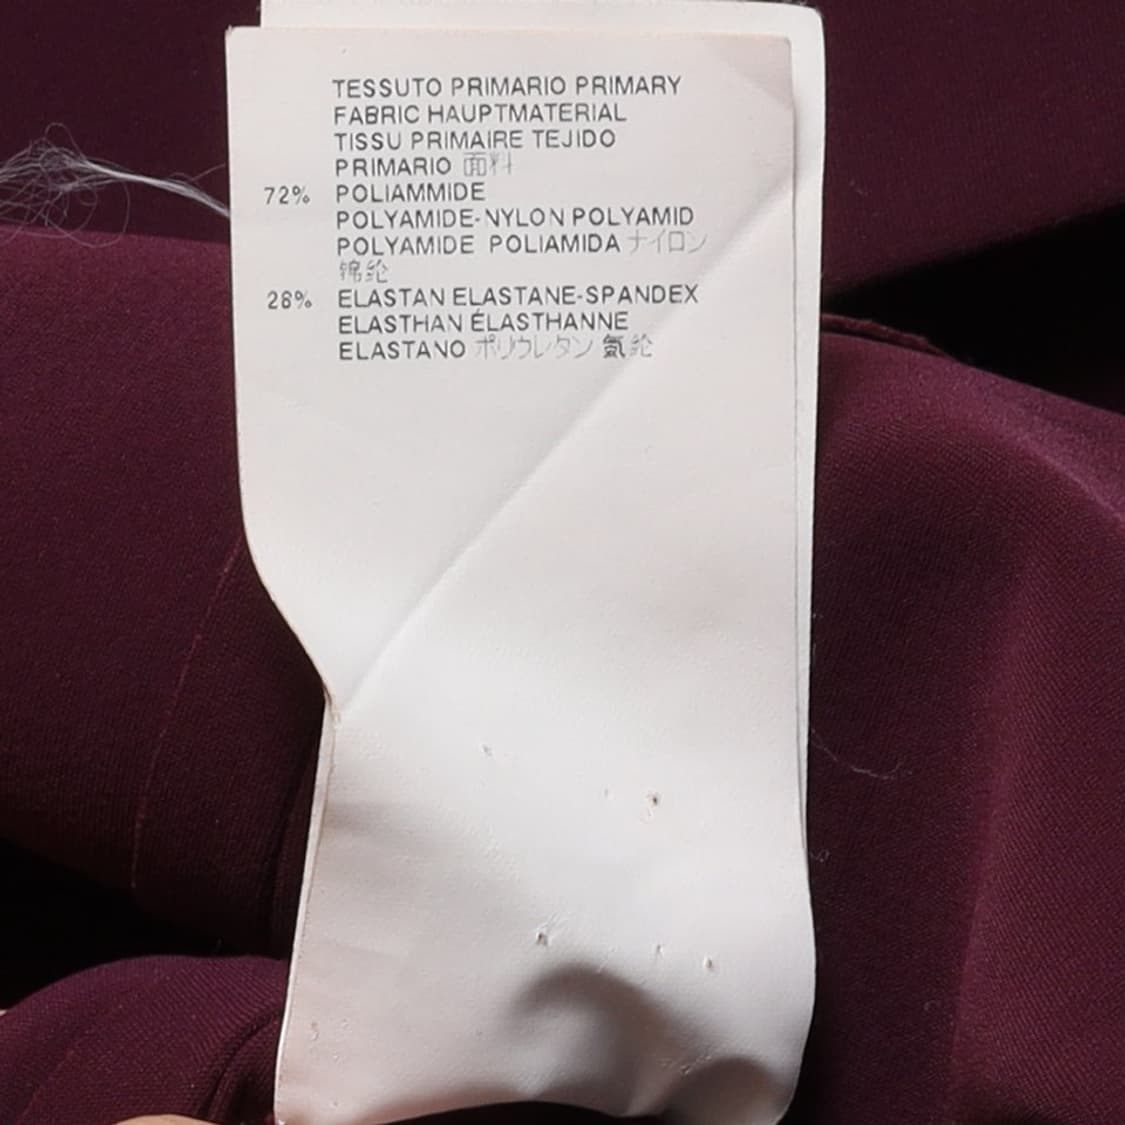 TESSUTO PRIMARIO PRIMARY
FABRIC HAUPTMATERIAL
TISSU PRIMAIRE TEJIDO
PRIMARIO 面料
72% POLIAMMIDE
POLYAMIDE-NYLON POLYAMID
POLYAMIDE POLIAMIDA ナイロン
锦纶
28% ELASTAN ELASTANE-SPANDEX
ELASTHAN ÉLASTHANNE
ELASTANO ポリウレタン 氨纶